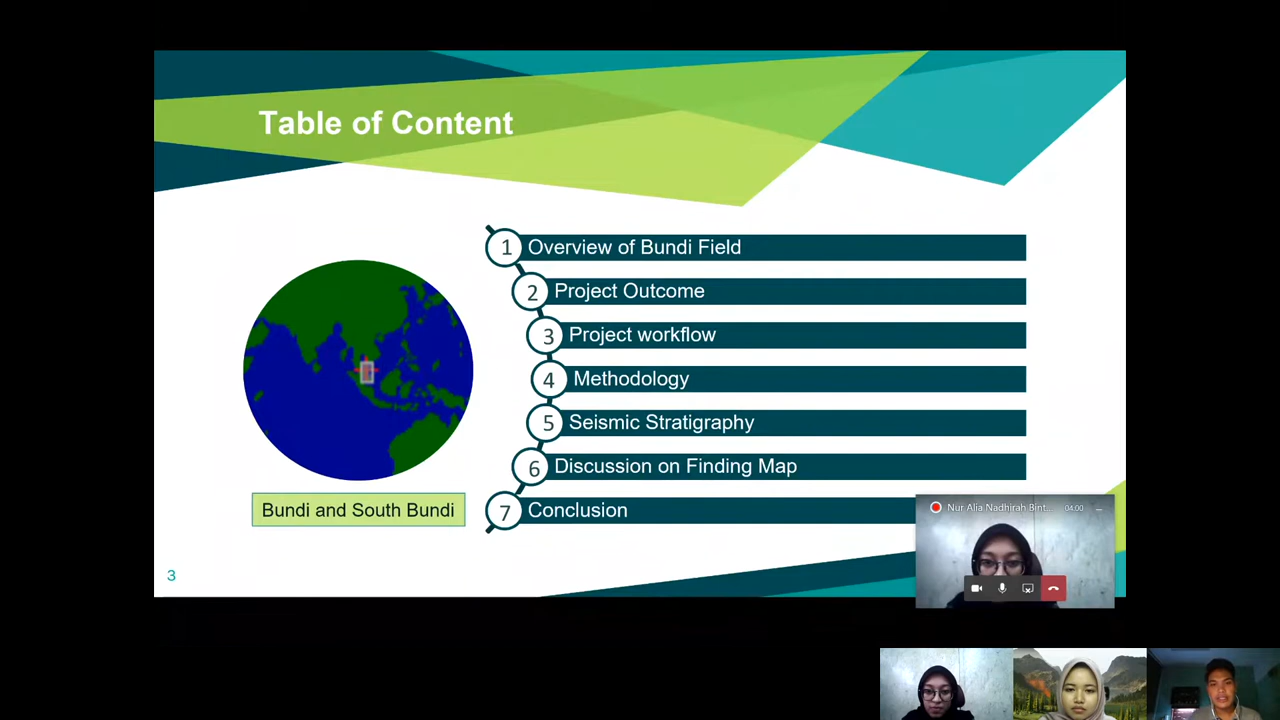 Table of Content
1 Overview of Bundi Field
2 Project Outcome
3 Project workflow
4 Methodology
5 Seismic Stratigraphy
6 Discussion on Finding Map
7 Conclusion
Bundi and South Bundi
Nur Alia Nadhirah Bint... 04:00
3